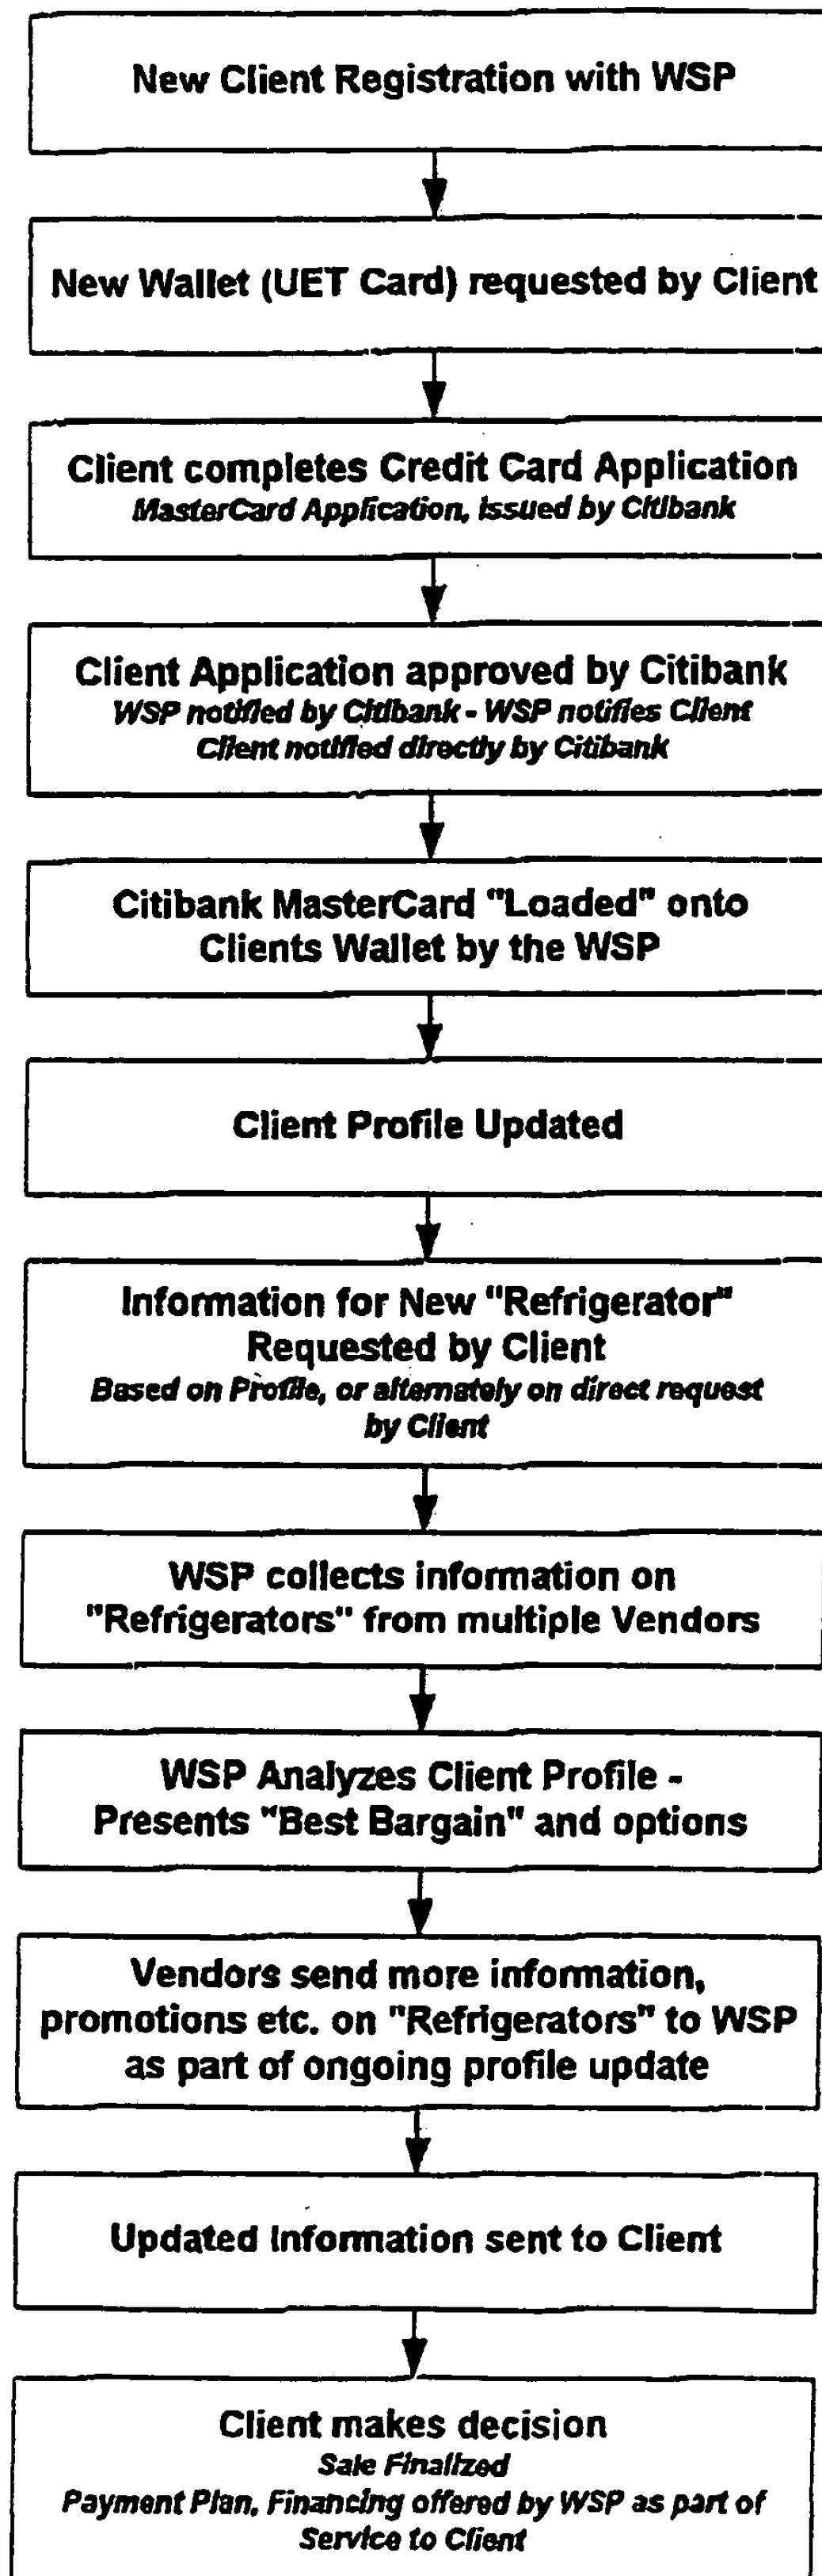 New Client Registration with WSP
New Wallet (UET Card) requested by Client
Client completes Credit Card Application
MasterCard Application, issued by Citibank
Client Application approved by Citibank
WSP notified by Citibank - WSP notifies Client
Client notified directly by Citibank
Citibank MasterCard "Loaded" onto
Clients Wallet by the WSP
Client Profile Updated
Information for New "Refrigerator"
Requested by Client
Based on Profile, or alternately on direct request
by Client
WSP collects information on
"Refrigerators" from multiple Vendors
WSP Analyzes Client Profile -
Presents "Best Bargain" and options
Vendors send more information,
promotions etc. on "Refrigerators" to WSP
as part of ongoing profile update
Updated Information sent to Client
Client makes decision
Sale Finalized
Payment Plan, Financing offered by WSP as part of
Service to Client